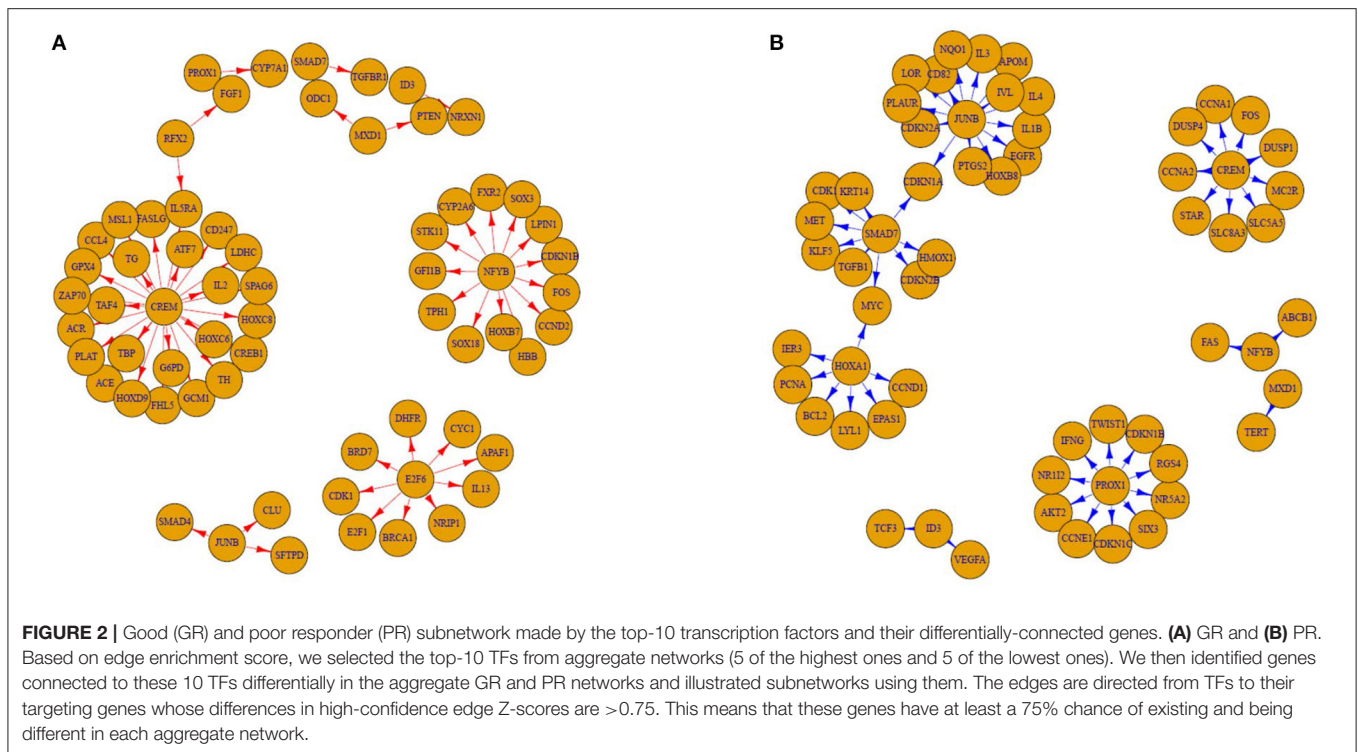 A
PROX1
CYP7A1
FGF1
SMAD7
TGFBR1
ODC1
ID3
PTEN
NRXN1
MXD1
RFX2
IL5RA
MSL1
FASLG
CD247
CCL4
TG
ATF7
LDHC
GPX4
IL2
SPAG6
ZAP70
TAF4
CREM
HOXC8
ACR
HOXC6
PLAT
TBP
CREB1
G6PD
ACE
TH
HOXD9
FHL5
GCM1
FXR2
SOX3
CYP2A6
LPIN1
STK11
CDKN1B
GFI1B
NFYB
FOS
TPH1
CCND2
SOX18
HOXB7
HBB
DHFR
CYC1
BRD7
APAF1
E2F6
CDK1
IL13
E2F1
BRCA1
NRIP1
CLU
SMAD4
JUNB
SFTPD
B
NQO1
IL3
LOR
CD82
APOM
PLAUR
IVL
IL4
CDKN2A
JUNB
IL1B
EGFR
PTGS2
HOXB8
CDKN1A
KRT14
MET
SMAD7
KLF5
HMOX1
TGFB1
CDKN2B
MYC
IER3
HOXA1
PCNA
CCND1
BCL2
EPAS1
LYL1
CCNA1
FOS
DUSP4
DUSP1
CCNA2
CREM
MC2R
STAR
SLC5A5
SLC8A3
ABCB1
FAS
NFYB
MXD1
TERT
TWIST1
IFNG
CDKN1B
RGS4
NR1I2
PROX1
NR5A2
AKT2
SIX3
CCNE1
CDKN1C
TCF3
ID3
VEGFA
FIGURE 2 | Good (GR) and poor responder (PR) subnetwork made by the top-10 transcription factors and their differentially-connected genes. (A) GR and (B) PR.
Based on edge enrichment score, we selected the top-10 TFs from aggregate networks (5 of the highest ones and 5 of the lowest ones). We then identified genes
connected to these 10 TFs differentially in the aggregate GR and PR networks and illustrated subnetworks using them. The edges are directed from TFs to their
targeting genes whose differences in high-confidence edge Z-scores are >0.75. This means that these genes have at least a 75% chance of existing and being
different in each aggregate network.